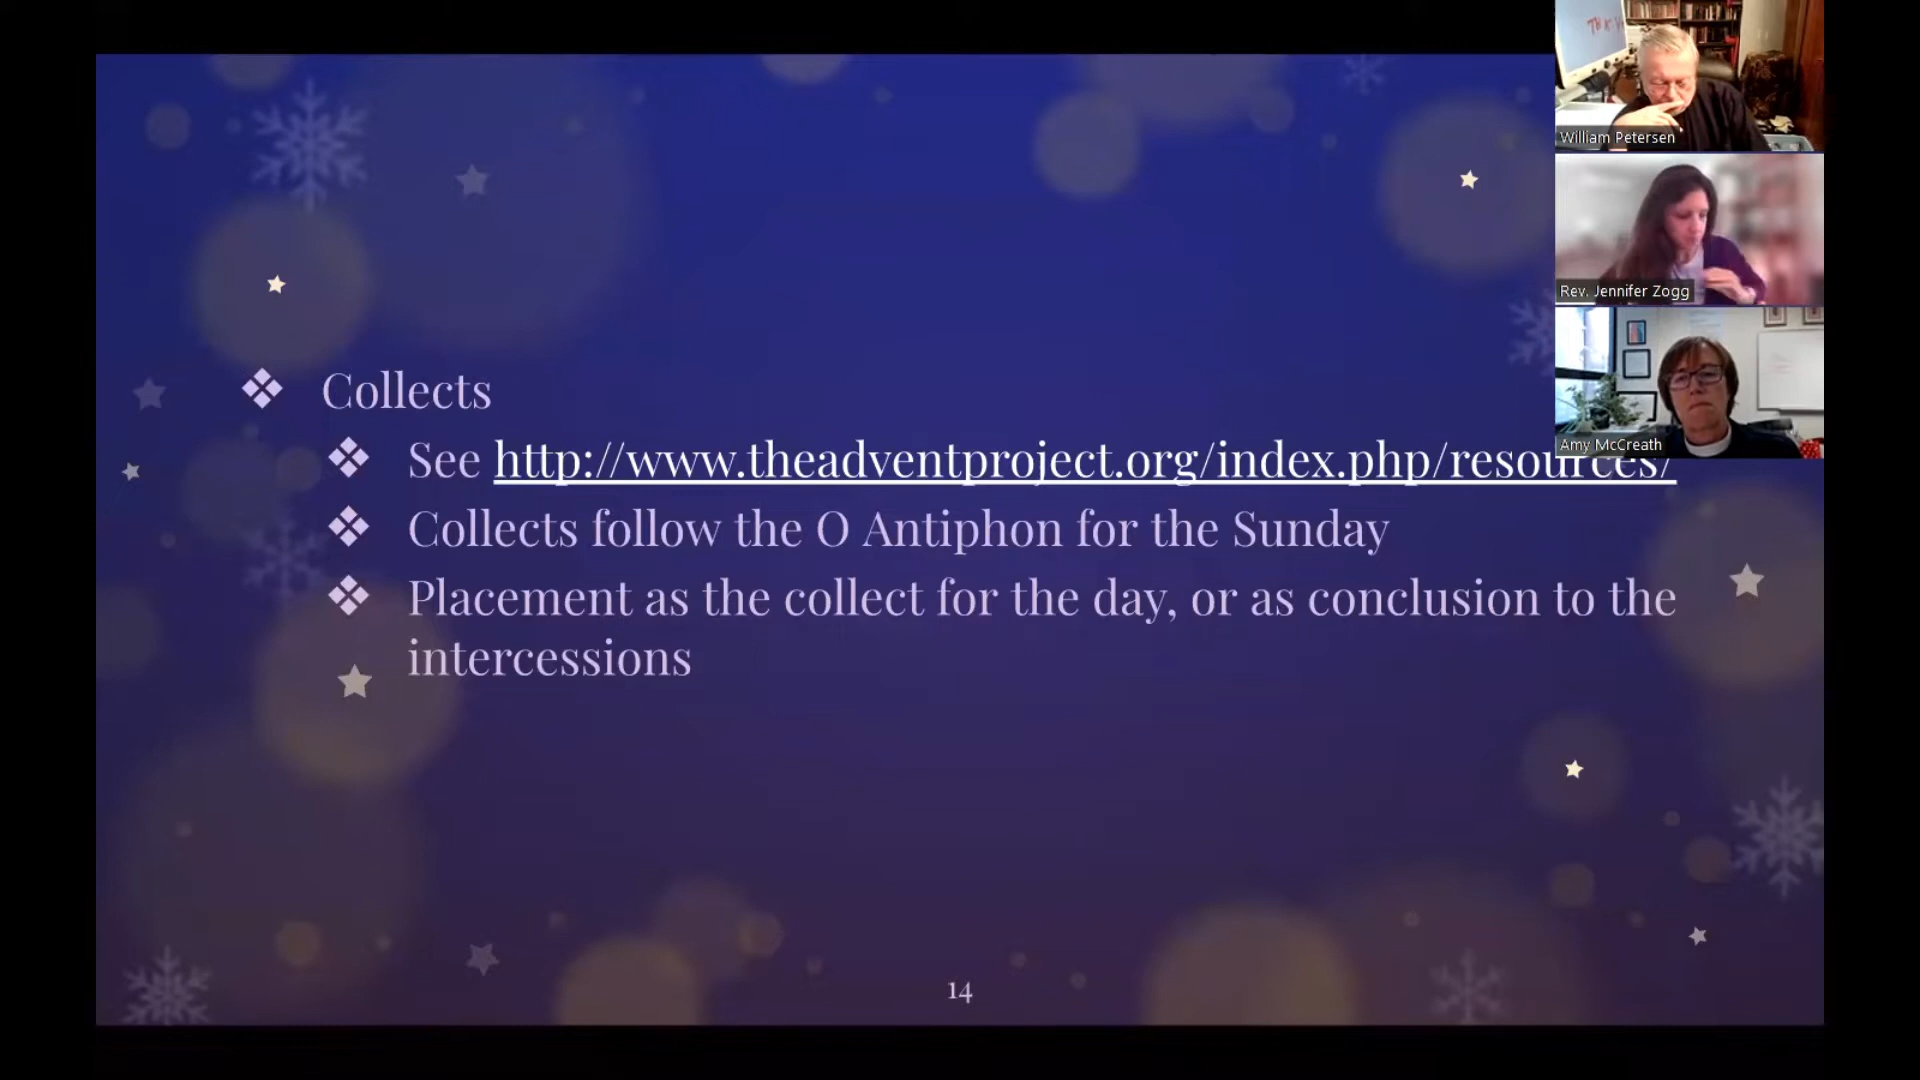 William Petersen
Rev. Jennifer Zogg
Amy McCreath
Collects
See http://www.theadventproject.org/index.php/resources/
Collects follow the O Antiphon for the Sunday
Placement as the collect for the day, or as conclusion to the
intercessions
14